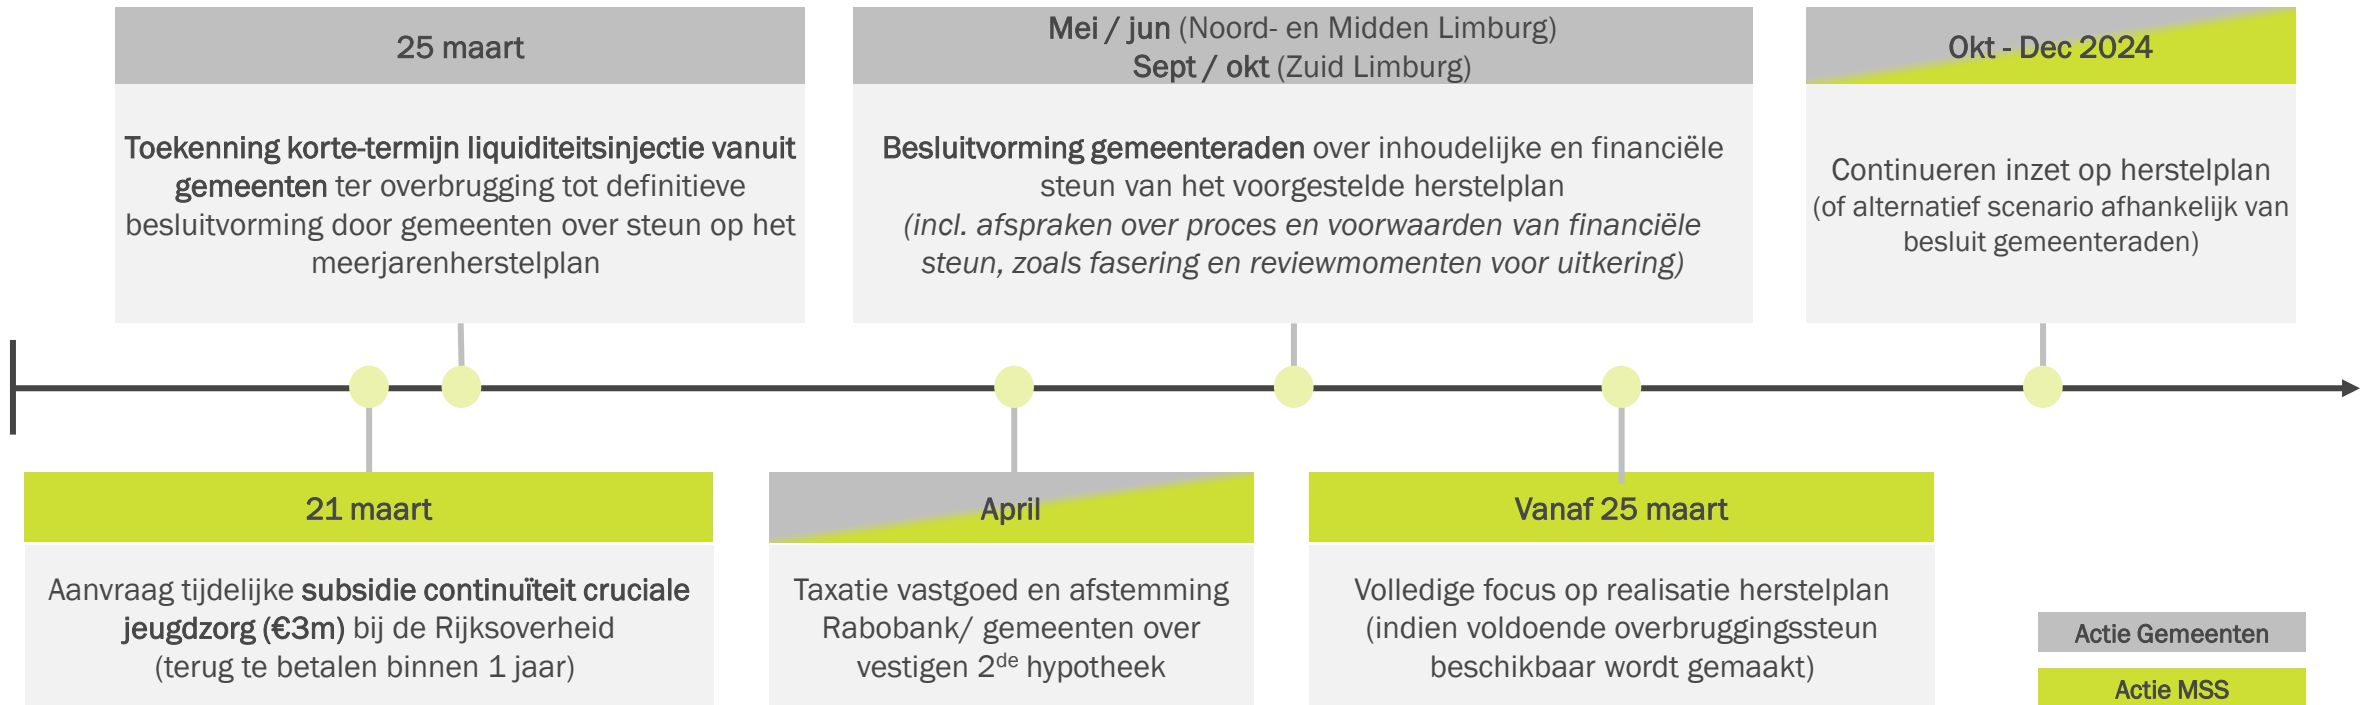 25 maart
Toekenning korte-termijn liquiditeitsinjectie vanuit
gemeenten ter overbrugging tot definitieve
besluitvorming door gemeenten over steun op het
meerjarenherstelplan
Mei / jun (Noord- en Midden Limburg)
Sept / okt (Zuid Limburg)
Besluitvorming gemeenteraden over inhoudelijke en financiële
steun van het voorgestelde herstelplan
(incl. afspraken over proces en voorwaarden van financiële
steun, zoals fasering en reviewmomenten voor uitkering)
Okt - Dec 2024
Continueren inzet op herstelplan
(of alternatief scenario afhankelijk van
besluit gemeenteraden)
21 maart
Aanvraag tijdelijke subsidie continuïteit cruciale
jeugdzorg (€3m) bij de Rijksoverheid
(terug te betalen binnen 1 jaar)
April
Taxatie vastgoed en afstemming
Rabobank/ gemeenten over
vestigen 2de hypotheek
Vanaf 25 maart
Volledige focus op realisatie herstelplan
(indien voldoende overbruggingssteun
beschikbaar wordt gemaakt)
Actie Gemeenten
Actie MSS